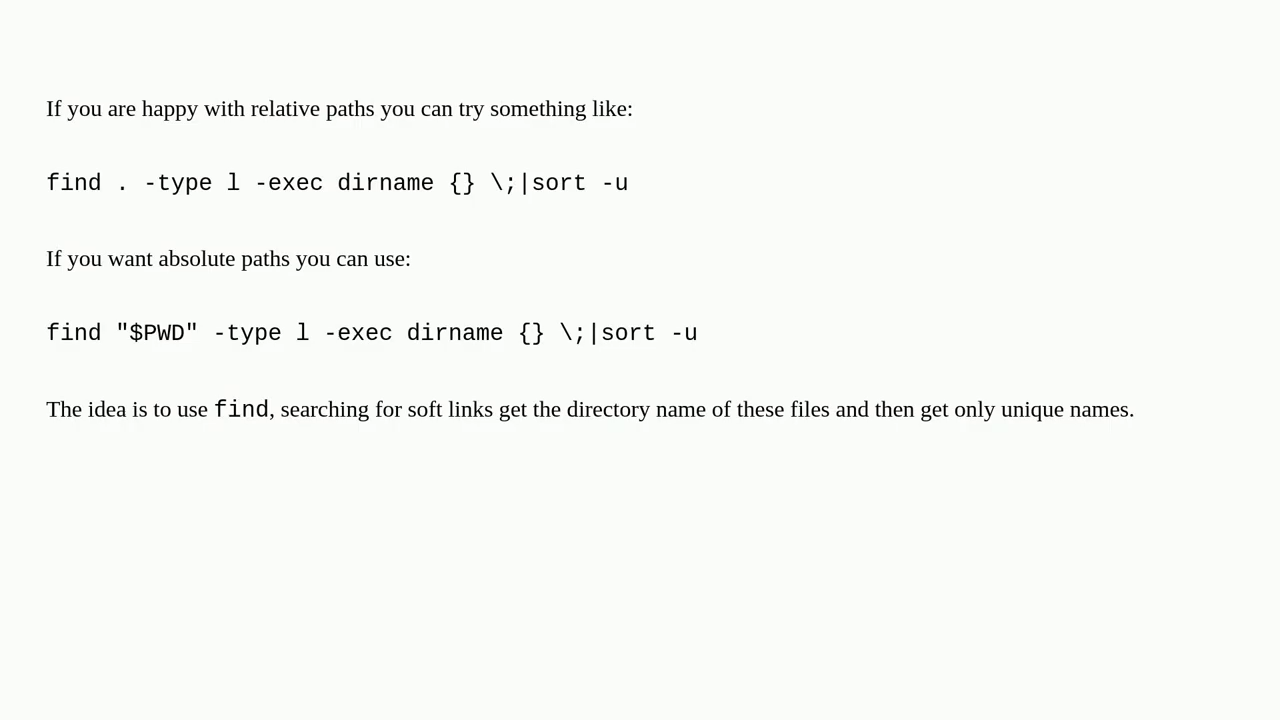 If you are happy with relative paths you can try something like:
find . -type l -exec dirname {} \;|sort -u
If you want absolute paths you can use:
find "$PWD" -type l -exec dirname {} \;|sort -u
The idea is to use find, searching for soft links get the directory name of these files and then get only unique names.